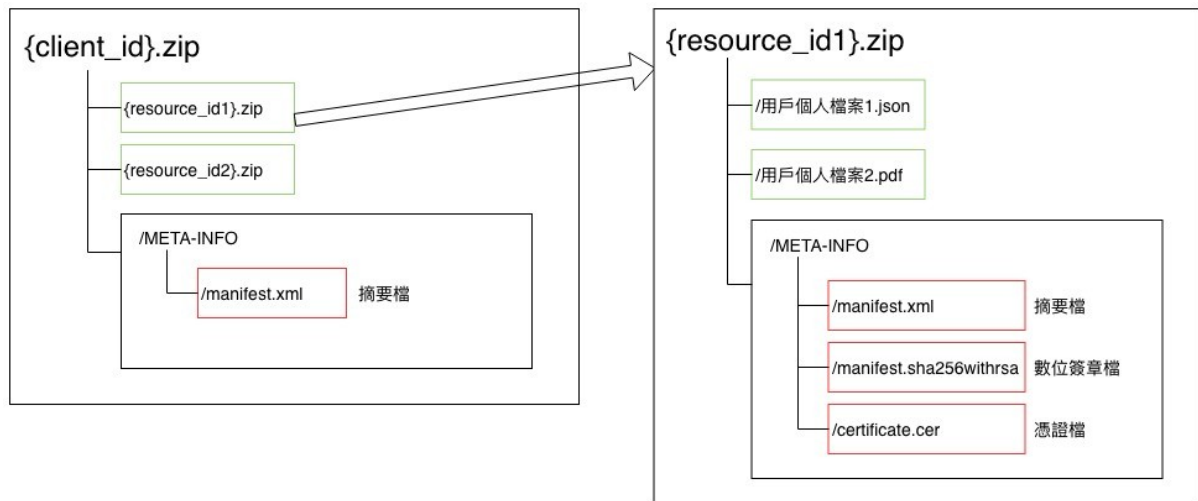 {client_id}.zip
{resource_id1}.zip
{resource_id2}.zip
/META-INFO
/manifest.xml 摘要檔
{resource_id1}.zip
/用戶個人檔案1.json
/用戶個人檔案2.pdf
/META-INFO
/manifest.xml 摘要檔
/manifest.sha256withrsa 數位簽章檔
/certificate.cer 憑證檔